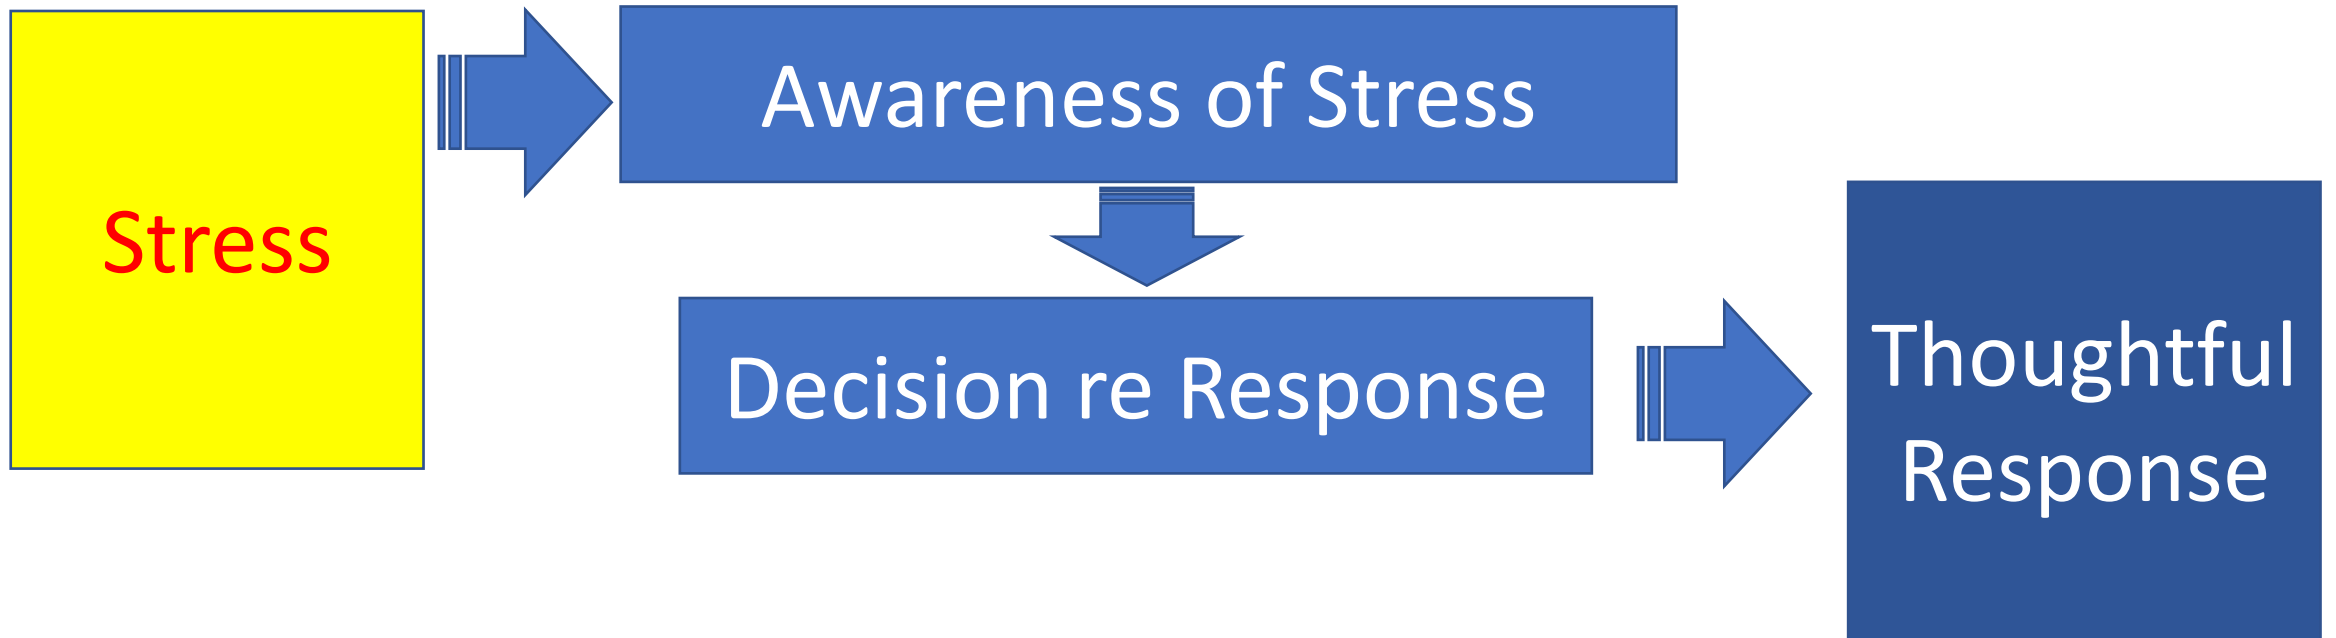 Stress
Awareness of Stress
Decision re Response
Thoughtful
Response